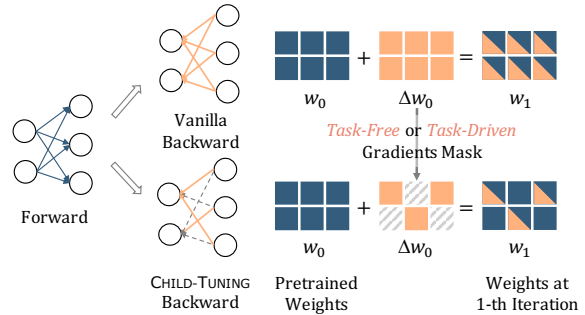 + =
w₀ Δw₀ w₁
Vanilla
Backward
Task-Free or Task-Driven
Gradients Mask
Forward
+ =
w₀ Δw₀ w₁
CHILD-TUNING
Backward
Pretrained
Weights
Weights at
1-th Iteration